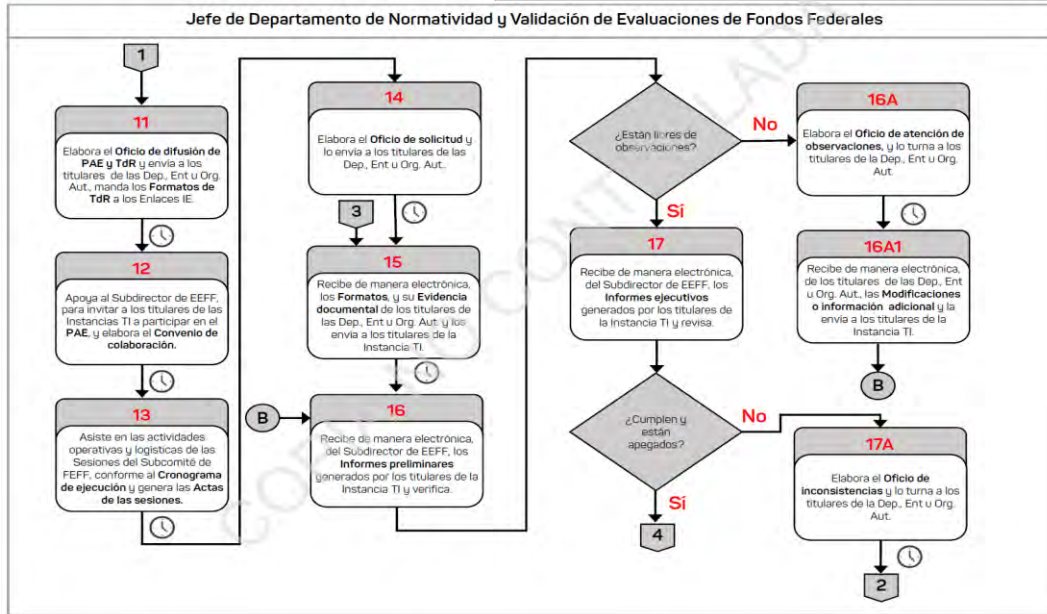 Jefe de Departamento de Normatividad y Validación de Evaluaciones de Fondos Federales
1
11
Elabora el Oficio de difusión de
PAE y TdR y envía a los
titulares de las Dep., Ent u Org.
Aut., manda los Formatos de
TdR a los Enlaces IE.
12
Apoya al Subdirector de EEFF,
para invitar a los titulares de las
Instancias TI a participar en el
PAE, y elabora el Convenio de
colaboración.
13
Asiste en las actividades
operativas y logísticas de las
Sesiones del Subcomité de
FEFF, conforme al Cronograma
de ejecución y genera las Actas
de las sesiones.
14
Elabora el Oficio de solicitud y
lo envía a los titulares de las
Dep., Ent u Org. Aut..
3
15
Recibe de manera electrónica,
los Formatos, y su Evidencia
documental de los titulares de
las Dep., Ent u Org. Aut. y los
envía a los titulares de la
Instancia TI.
B
16
Recibe de manera electrónica,
del Subdirector de EEFF, los
Informes preliminares
generados por los titulares de la
Instancia TI y verifica.
¿Están libres de
observaciones?
No
Sí
17
Recibe de manera electrónica,
del Subdirector de EEFF, los
Informes ejecutivos
generados por los titulares de
la Instancia TI y revisa.
¿Cumplen y
están
apegados?
No
Sí
4
16A
Elabora el Oficio de atención de
observaciones, y lo turna a los
titulares de la Dep., Ent u Org.
Aut.
16A1
Recibe de manera electrónica,
de los titulares de las Dep., Ent
u Org. Aut., las Modificaciones
o información adicional y la
envía a los titulares de la
Instancia TI.
B
17A
Elabora el Oficio de
inconsistencias y lo turna a los
titulares de la Dep., Ent u Org.
Aut.
2
COPIA NO CONTROLADA